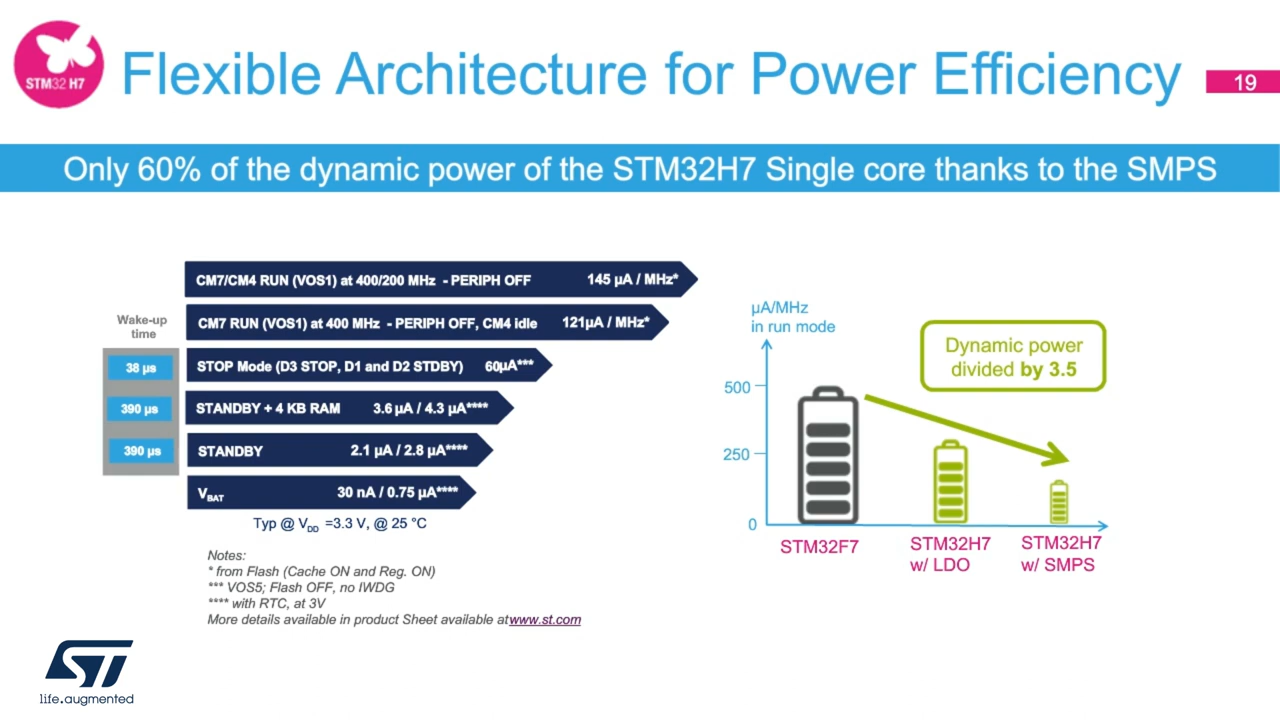 STM32 H7
Flexible Architecture for Power Efficiency
19
Only 60% of the dynamic power of the STM32H7 Single core thanks to the SMPS
CM7/CM4 RUN (VOS1) at 400/200 MHz - PERIPH OFF 145 µA / MHz*
Wake-up
time
CM7 RUN (VOS1) at 400 MHz - PERIPH OFF, CM4 idle 121µA / MHz*
38 µs STOP Mode (D3 STOP, D1 and D2 STDBY) 60µA***
390 µs STANDBY + 4 KB RAM 3.6 µA / 4.3 µA****
390 µs STANDBY 2.1 µA / 2.8 µA****
VBAT 30 nA / 0.75 µA****
Typ @ VDD =3.3 V, @ 25 °C
Notes:
* from Flash (Cache ON and Reg. ON)
*** VOS5; Flash OFF, no IWDG
**** with RTC, at 3V
More details available in product Sheet available atwww.st.com
µA/MHz
in run mode
Dynamic power
divided by 3.5
500
250
0
STM32F7
STM32H7
w/ LDO
STM32H7
w/ SMPS
ST
life.augmented